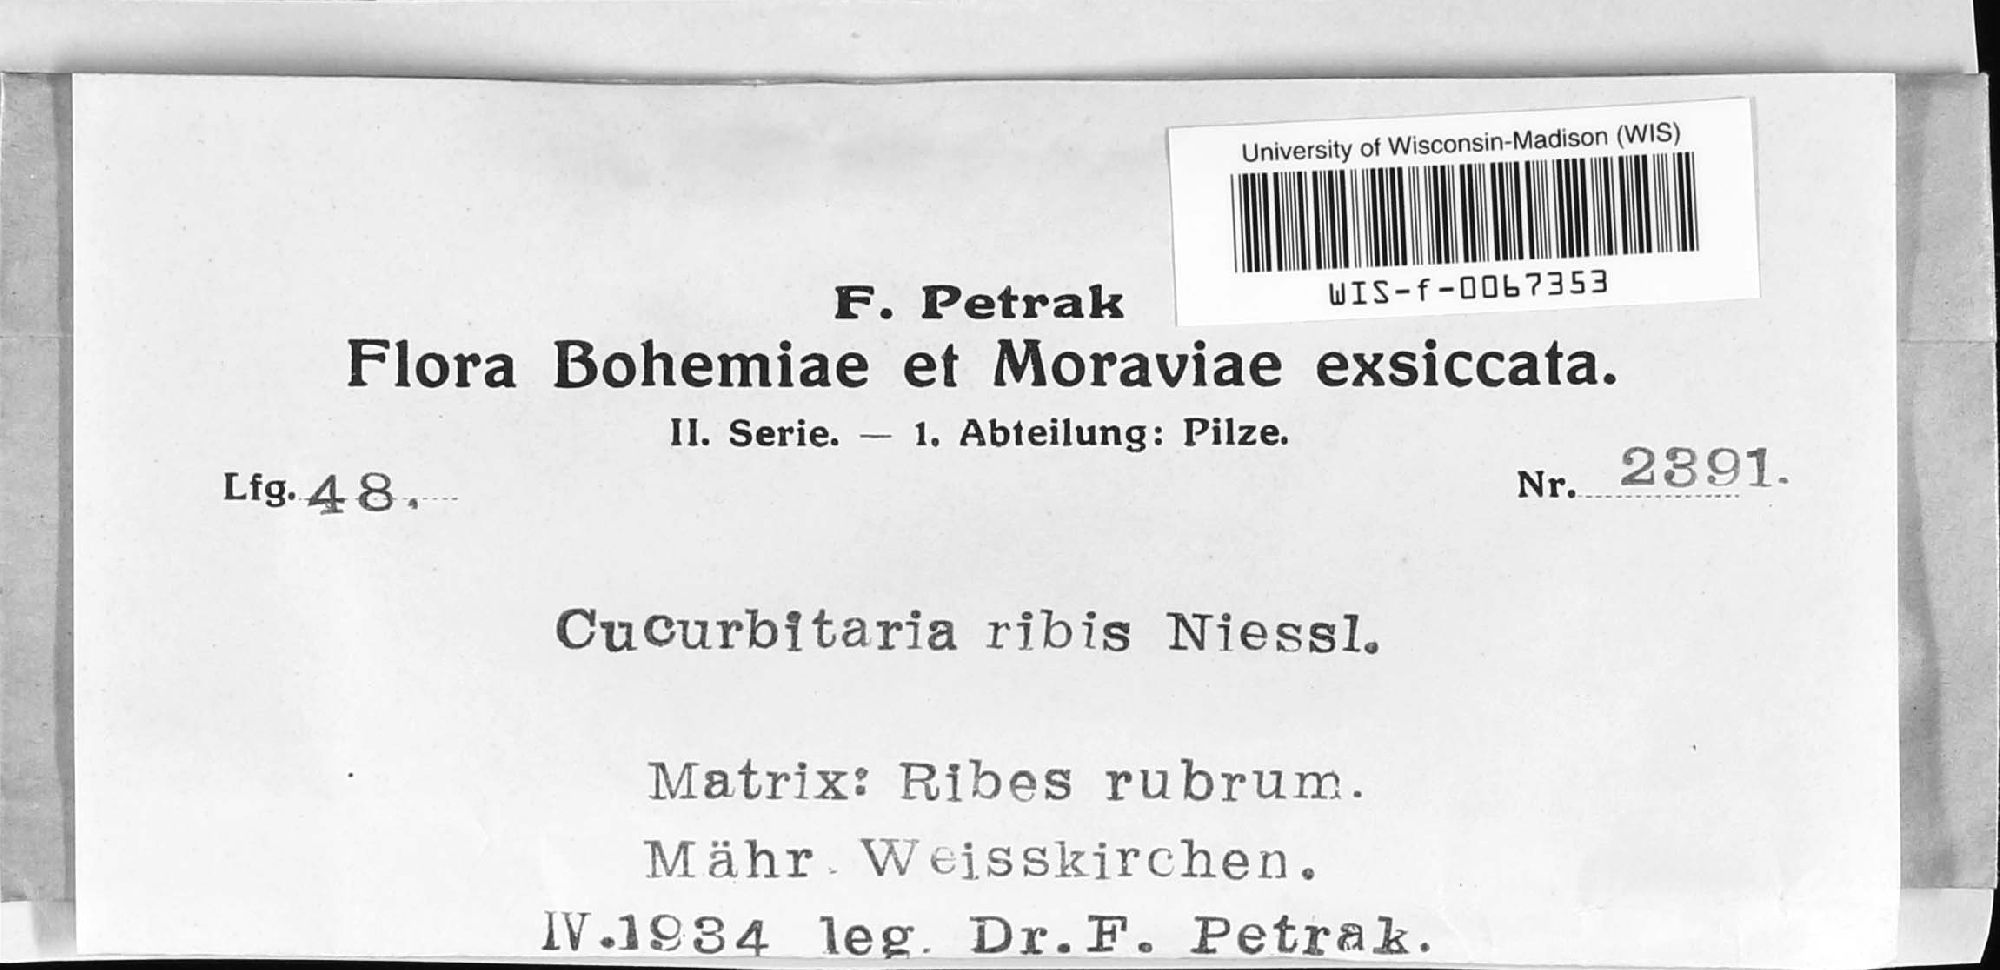 University of Wisconsin-Madison (WIS)
WIS-f-0067353
F. Petrak
Flora Bohemiae et Moraviae exsiccata.
II. Serie. — 1. Abteilung: Pilze.
Lfg. 48.
Nr. 2391.
Cucurbitaria ribis Niessl.
Matrix: Ribes rubrum.
Mähr. Weisskirchen.
IV.1934 leg. Dr.F. Petrak.